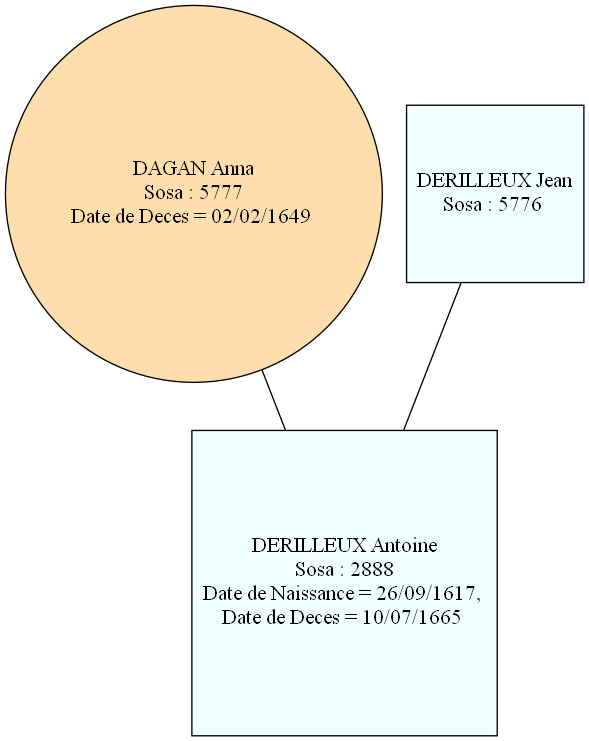 DAGAN Anna
Sosa : 5777
Date de Deces = 02/02/1649
DERILLEUX Jean
Sosa : 5776
DERILLEUX Antoine
Sosa : 2888
Date de Naissance = 26/09/1617,
Date de Deces = 10/07/1665